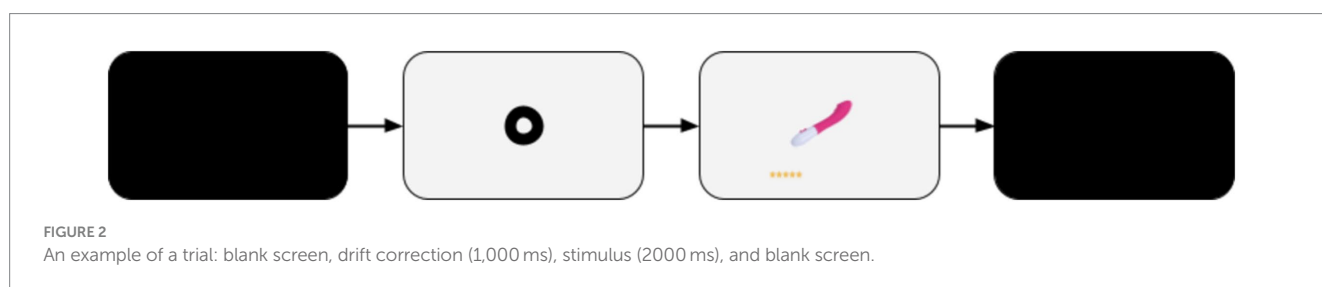 FIGURE 2
An example of a trial: blank screen, drift correction (1,000 ms), stimulus (2000 ms), and blank screen.